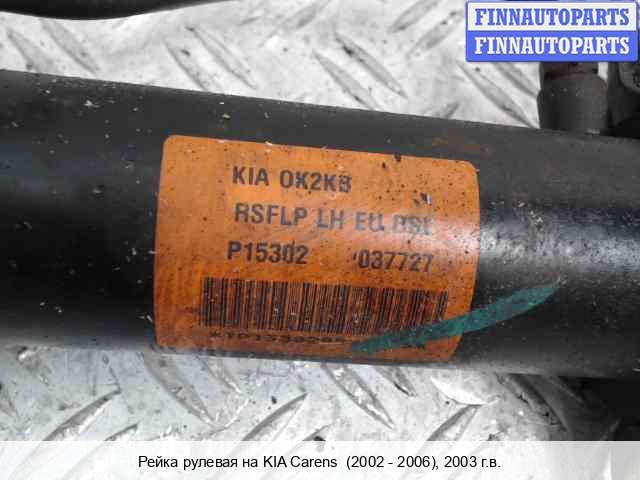 FINNAUTOPARTS
FINNAUTOPARTS
KIA OK2KB
RSFLP LH EU DSL
P15302 037727
Рейка рулевая на KIA Carens (2002 - 2006), 2003 г.в.